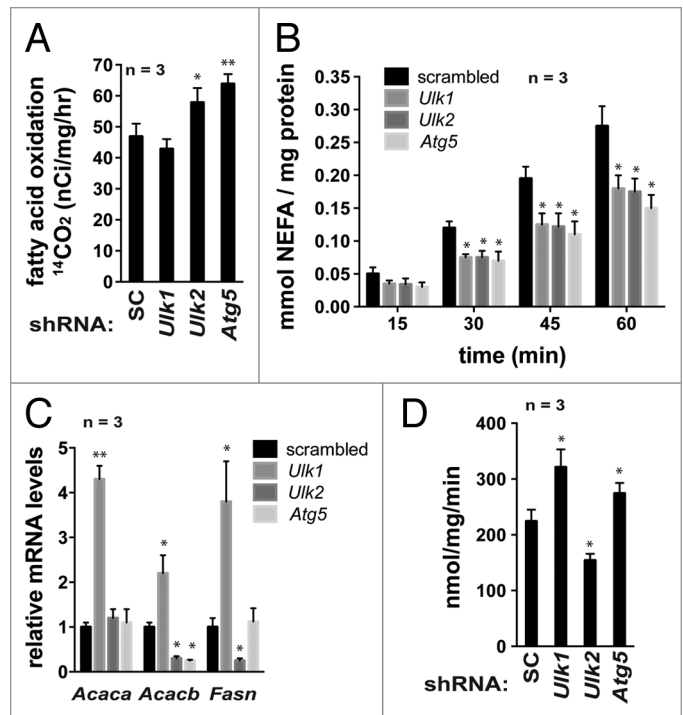 A
n = 3
fatty acid oxidation
¹⁴CO₂ (nCi/mg/hr)
70
60
50
40
30
20
10
0
*
**
shRNA:
SC
Ulk1
Ulk2
Atg5
B
n = 3
scrambled
Ulk1
Ulk2
Atg5
mmol NEFA / mg protein
0.35
0.30
0.25
0.20
0.15
0.10
0.05
0.00
* * *
* * *
* * *
15 30 45 60
time (min)
C
n = 3
scrambled
Ulk1
Ulk2
Atg5
relative mRNA levels
5
4
3
2
1
0
**
*
* *
*
*
Acaca Acacb Fasn
D
n = 3
nmol/mg/min
400
300
200
100
0
*
*
*
shRNA:
SC
Ulk1
Ulk2
Atg5